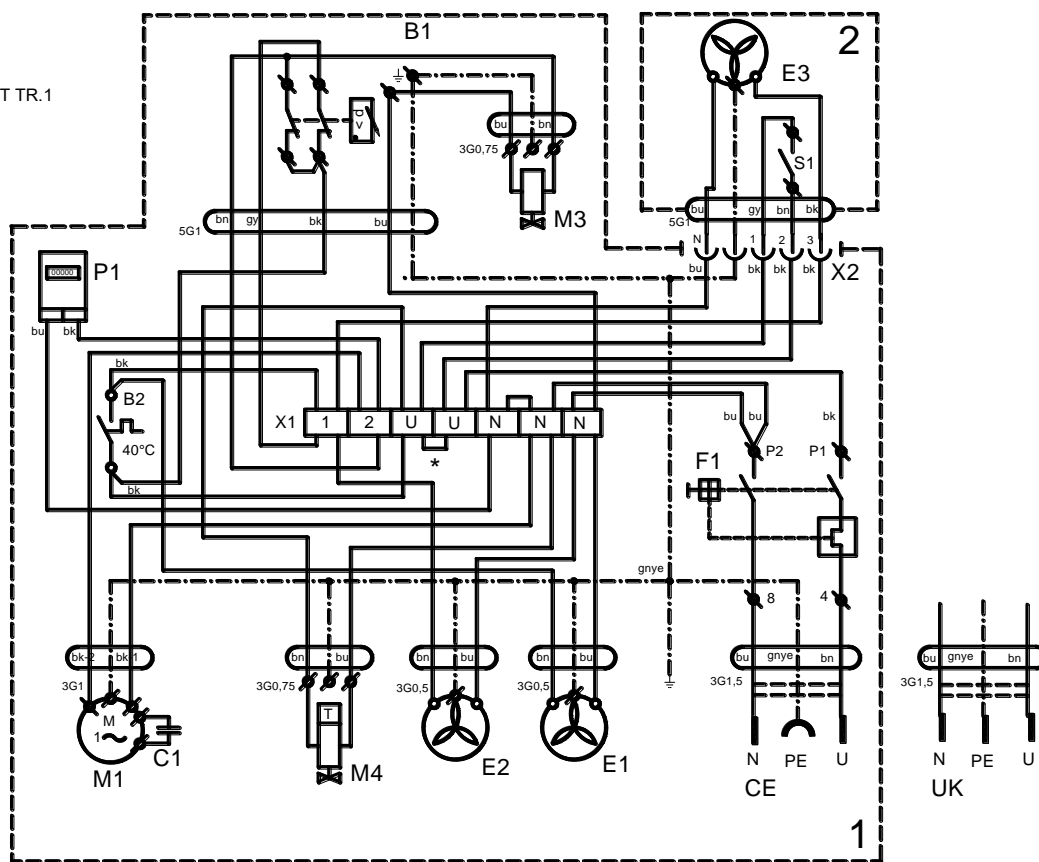 B1
2
E3
T TR.1
p >
bu bn
3G0,75
S1
M3
bn gy bk bu
5G1
bu gy bn bk
5G1
N 1 2 3
X2
bu bk bk bk
P1
00000
bu bk
bk
B2
40°C
bk
X1 1 2 U U N N N
*
bu bu bk
P2 P1
F1
gnye
8 4
bk-2 bk-1
3G1
bn bu
3G0,75
bn bu
3G0,5
bn bu
3G0,5
bu gnye bn
3G1,5
bu gnye bn
3G1,5
M
1
C1
M1
T
M4
E2
E1
N PE U
CE
N PE U
UK
1